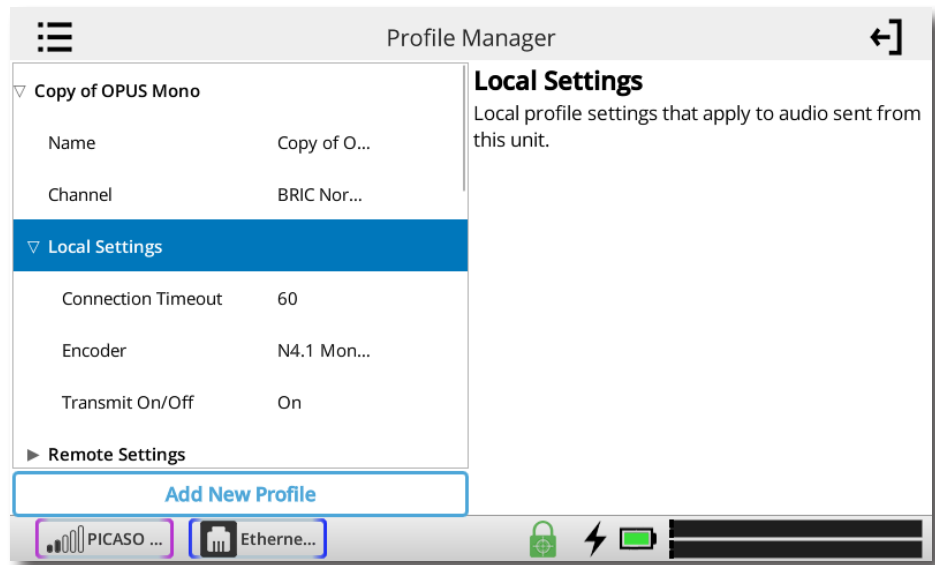 Profile Manager
Copy of OPUS Mono
Name Copy of O...
Channel BRIC Nor...
Local Settings
Connection Timeout 60
Encoder N4.1 Mon...
Transmit On/Off On
Remote Settings
Add New Profile
Local Settings
Local profile settings that apply to audio sent from
this unit.
PICASO ... Etherne...